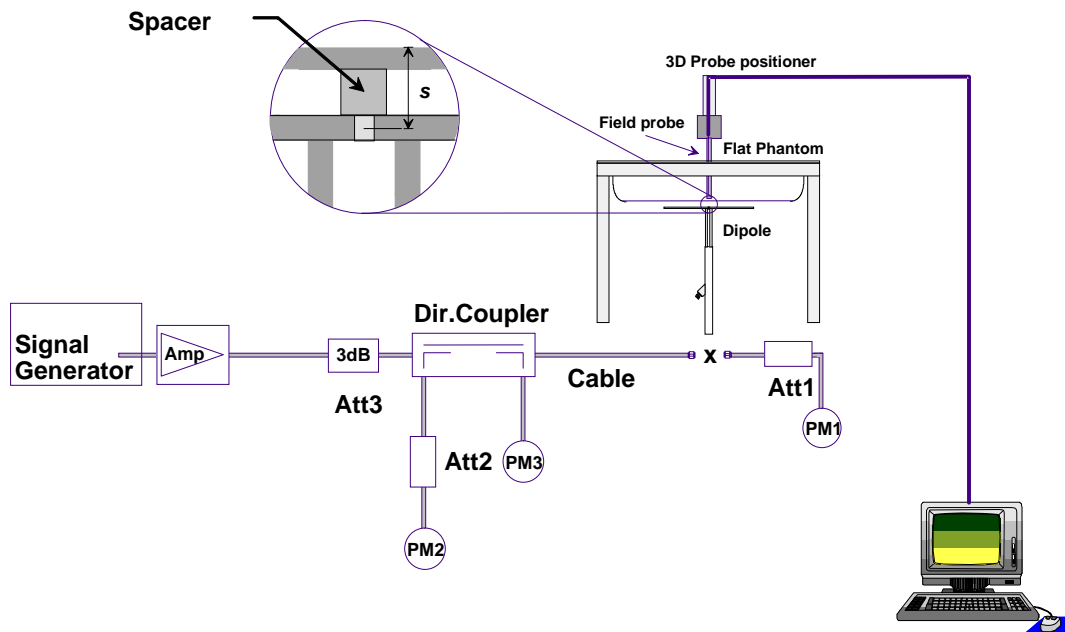 Spacer
s
3D Probe positioner
Field probe
Flat Phantom
Dipole
Dir.Coupler
Signal
Generator
Amp
3dB
Att3
Cable
x
Att1
PM1
Att2
PM3
PM2